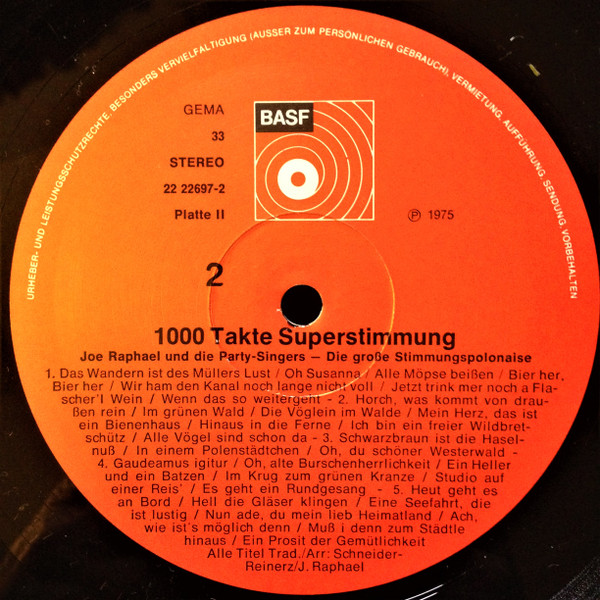 URHEBER- UND LEISTUNGSSCHUTZRECHTE, BESONDERS VERVIELFÄLTIGUNG (AUSSER ZUM PERSÖNLICHEN GEBRAUCH), VERMIETUNG, AUFFÜHRUNG, SENDUNG VORBEHALTEN
GEMA
33
STEREO
22 22697-2
Platte II
BASF
℗ 1975
2
1000 Takte Superstimmung
Joe Raphael und die Party-Singers – Die große Stimmungspolonaise
1. Das Wandern ist des Müllers Lust / Oh Susanna / Alle Möpse beißen / Bier her,
Bier her / Wir ham den Kanal noch lange nicht voll / Jetzt trink mer noch a Fla-
scher'l Wein / Wenn das so weitergeht - 2. Horch, was kommt von drau-
ßen rein / Im grünen Wald / Die Vöglein im Walde / Mein Herz, das ist
ein Bienenhaus / Hinaus in die Ferne / Ich bin ein freier Wildbret-
schütz / Alle Vögel sind schon da - 3. Schwarzbraun ist die Hasel-
nuß / In einem Polenstädtchen / Oh, du schöner Westerwald -
4. Gaudeamus igitur / Oh, alte Burschenherrlichkeit / Ein Heller
und ein Batzen / Im Krug zum grünen Kranze / Studio auf
einer Reis' / Es geht ein Rundgesang - 5. Heut geht es
an Bord / Hell die Gläser klingen / Eine Seefahrt, die
ist lustig / Nun ade, du mein lieb Heimatland / Ach,
wie ist's möglich denn / Muß i denn zum Städtle
hinaus / Ein Prosit der Gemütlichkeit
Alle Titel Trad./Arr: Schneider-
Reinerz/J. Raphael